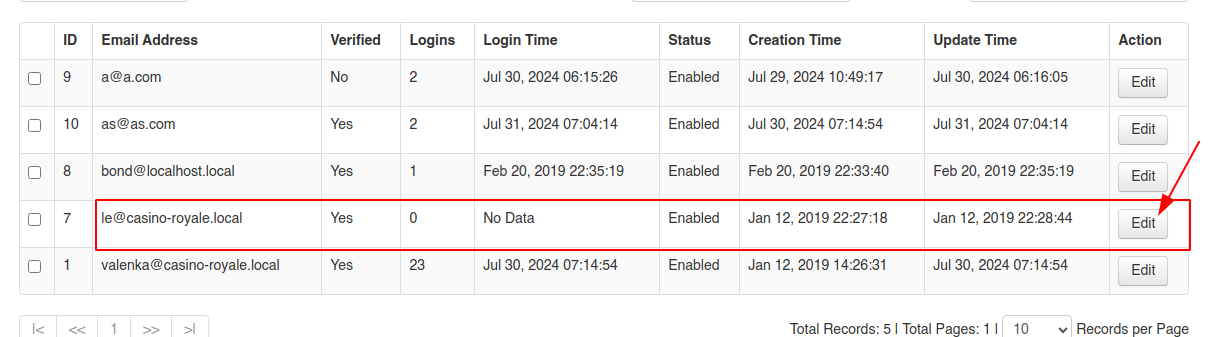 ID Email Address Verified Logins Login Time Status Creation Time Update Time Action
9 a@a.com No 2 Jul 30, 2024 06:15:26 Enabled Jul 29, 2024 10:49:17 Jul 30, 2024 06:16:05 Edit
10 as@as.com Yes 2 Jul 31, 2024 07:04:14 Enabled Jul 30, 2024 07:14:54 Jul 31, 2024 07:04:14 Edit
8 bond@localhost.local Yes 1 Feb 20, 2019 22:35:19 Enabled Feb 20, 2019 22:33:40 Feb 20, 2019 22:35:19 Edit
7 le@casino-royale.local Yes 0 No Data Enabled Jan 12, 2019 22:27:18 Jan 12, 2019 22:28:44 Edit
1 valenka@casino-royale.local Yes 23 Jul 30, 2024 07:14:54 Enabled Jan 12, 2019 14:26:31 Jul 30, 2024 07:14:54 Edit
|< << 1 >> >| Total Records: 5 | Total Pages: 1 | 10 Records per Page